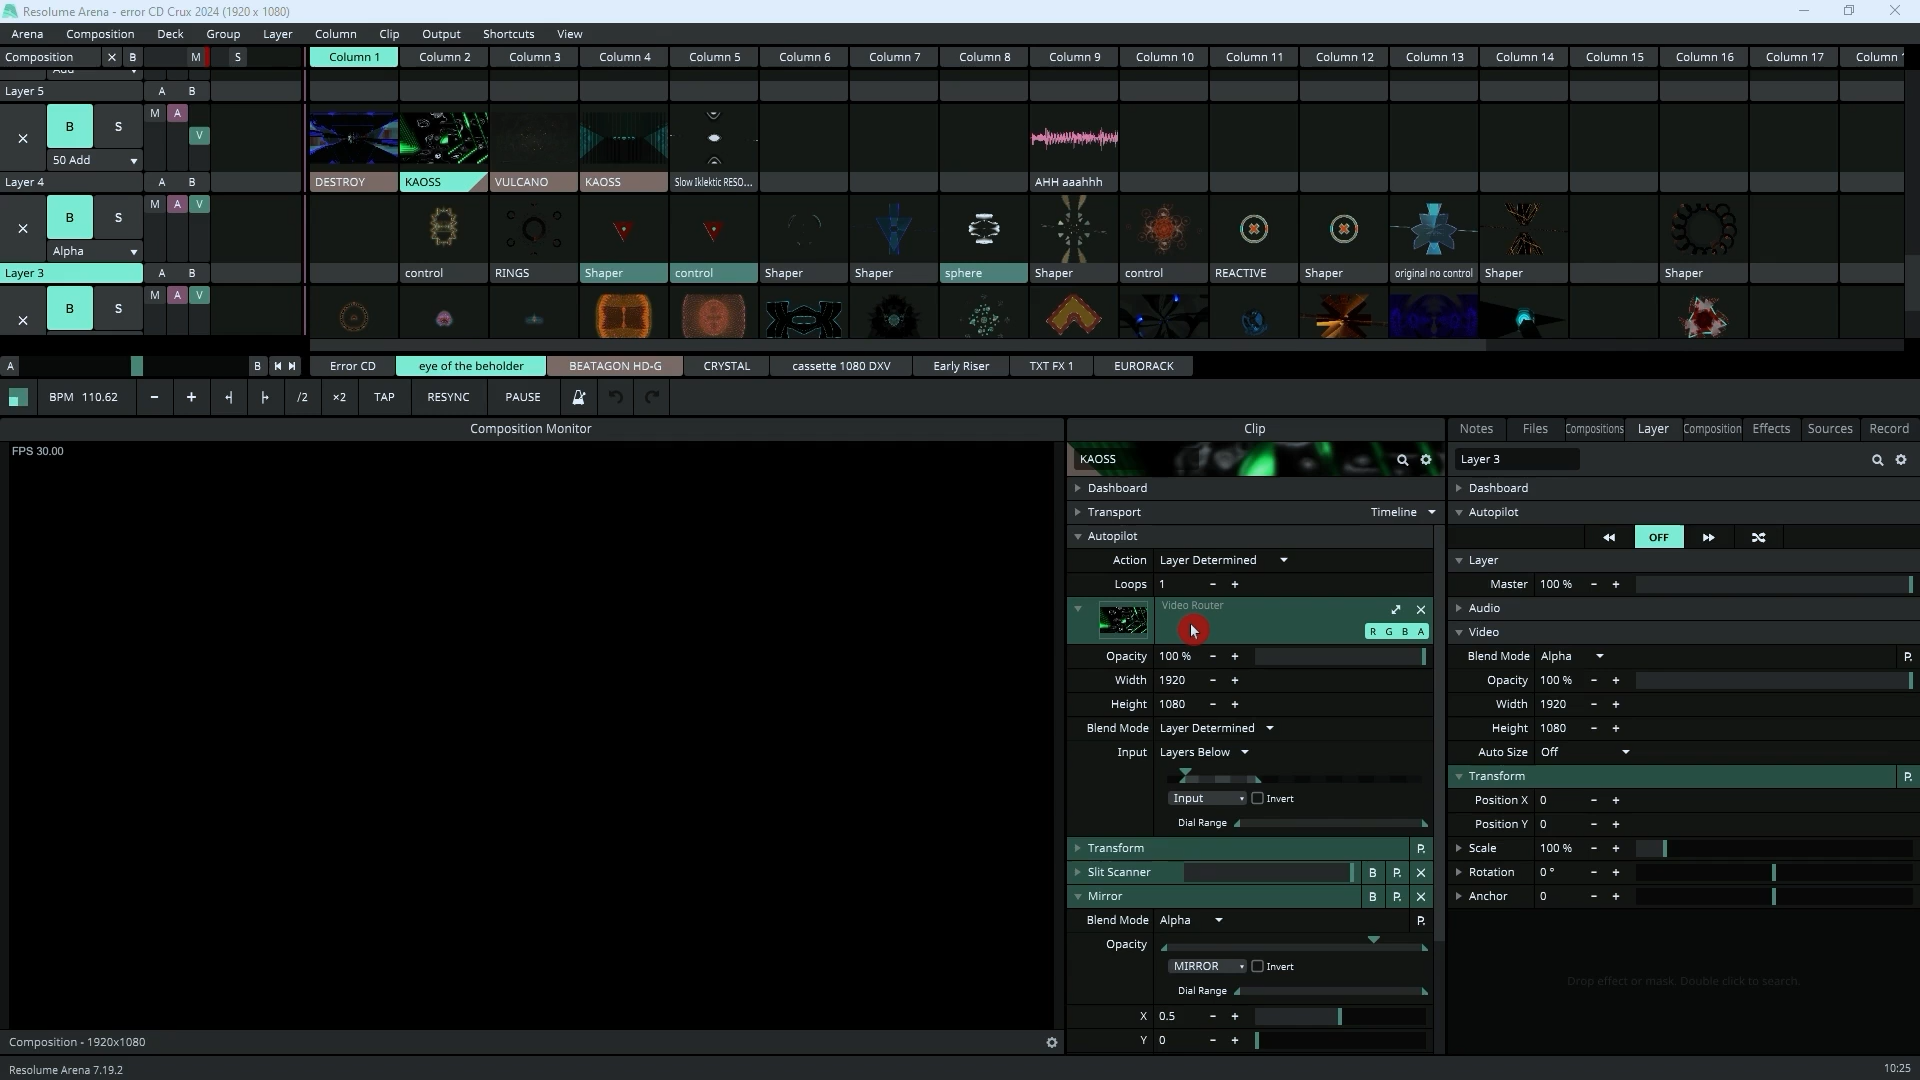 Resolume Arena - error CD Crux 2024 (1920 x 1080)
Arena Composition Deck Group Layer Column Clip Output Shortcuts View
Composition X B M S Column 1 Column 2 Column 3 Column 4 Column 5 Column 6 Column 7 Column 8 Column 9 Column 10 Column 11 Column 12 Column 13 Column 14 Column 15 Column 16 Column 17 Column
Add
Layer 5 A B
B S M A V
50 Add
Layer 4 A B DESTROY KAOSS VULCANO KAOSS Slow Iklektic RESO... AHH aaahhh
B S M A V
Alpha
Layer 3 A B control RINGS Shaper control Shaper Shaper sphere Shaper control REACTIVE Shaper original no control Shaper Shaper
B S M A V
A B Error CD eye of the beholder BEATAGON HD-G CRYSTAL cassette 1080 DXV Early Riser TXT FX 1 EURORACK
BPM 110.62 - + /2 ×2 TAP RESYNC PAUSE
Composition Monitor
FPS 30.00
Composition - 1920x1080
Resolume Arena 7.19.2
Clip
KAOSS
Dashboard
Transport Timeline
Autopilot
Action Layer Determined
Loops 1 - +
Video Router
R G B A
Opacity 100 % - +
Width 1920 - +
Height 1080 - +
Blend Mode Layer Determined
Input Layers Below
Input Invert
Dial Range
Transform P.
Slit Scanner B P. X
Mirror B P. X
Blend Mode Alpha P.
Opacity
MIRROR Invert
Dial Range
X 0.5 - +
Y 0 - +
Notes Files Compositions Layer Composition Effects Sources Record
Layer 3
Dashboard
Autopilot
OFF
Layer
Master 100 % - +
Audio
Video
Blend Mode Alpha P.
Opacity 100 % - +
Width 1920 - +
Height 1080 - +
Auto Size Off
Transform P.
Position X 0 - +
Position Y 0 - +
Scale 100 % - +
Rotation 0 ° - +
Anchor 0 - +
Drop effect or mask. Double click to search.
10:25